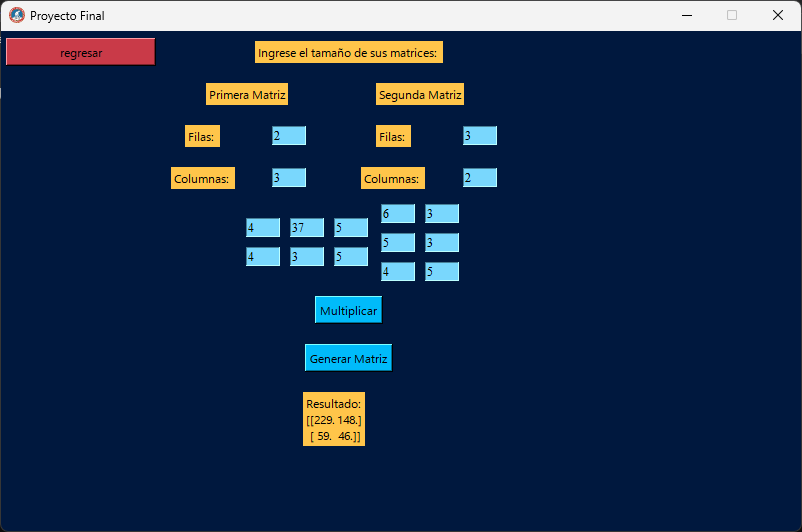 Proyecto Final
regresar
Ingrese el tamaño de sus matrices:
Primera Matriz
Segunda Matriz
Filas:
2
Filas:
3
Columnas:
3
Columnas:
2
4 37 5
4 3 5
6 3
5 3
4 5
Multiplicar
Generar Matriz
Resultado:
[[229. 148.]
[ 59.  46.]]